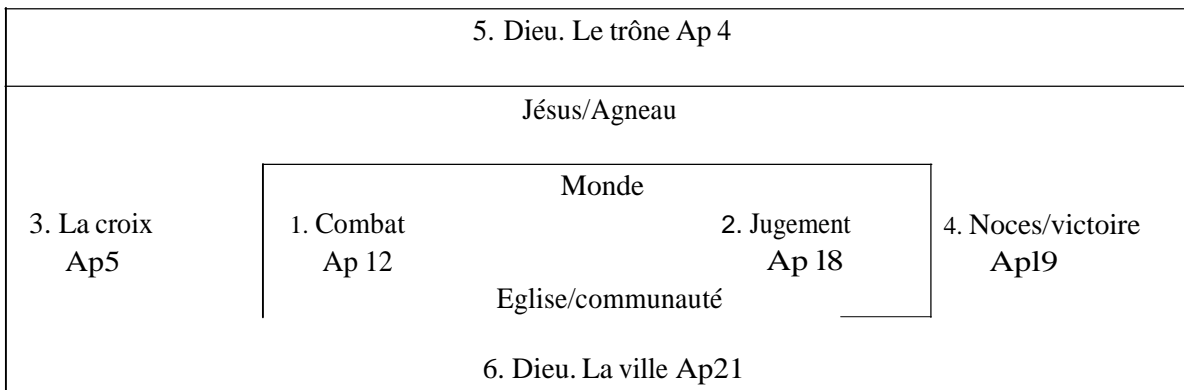 5. Dieu. Le trône Ap 4
Jésus/Agneau
Monde
3. La croix 1. Combat 2. Jugement 4. Noces/victoire
Ap5 Ap 12 Ap 18 Apl9
Eglise/communauté
6. Dieu. La ville Ap21